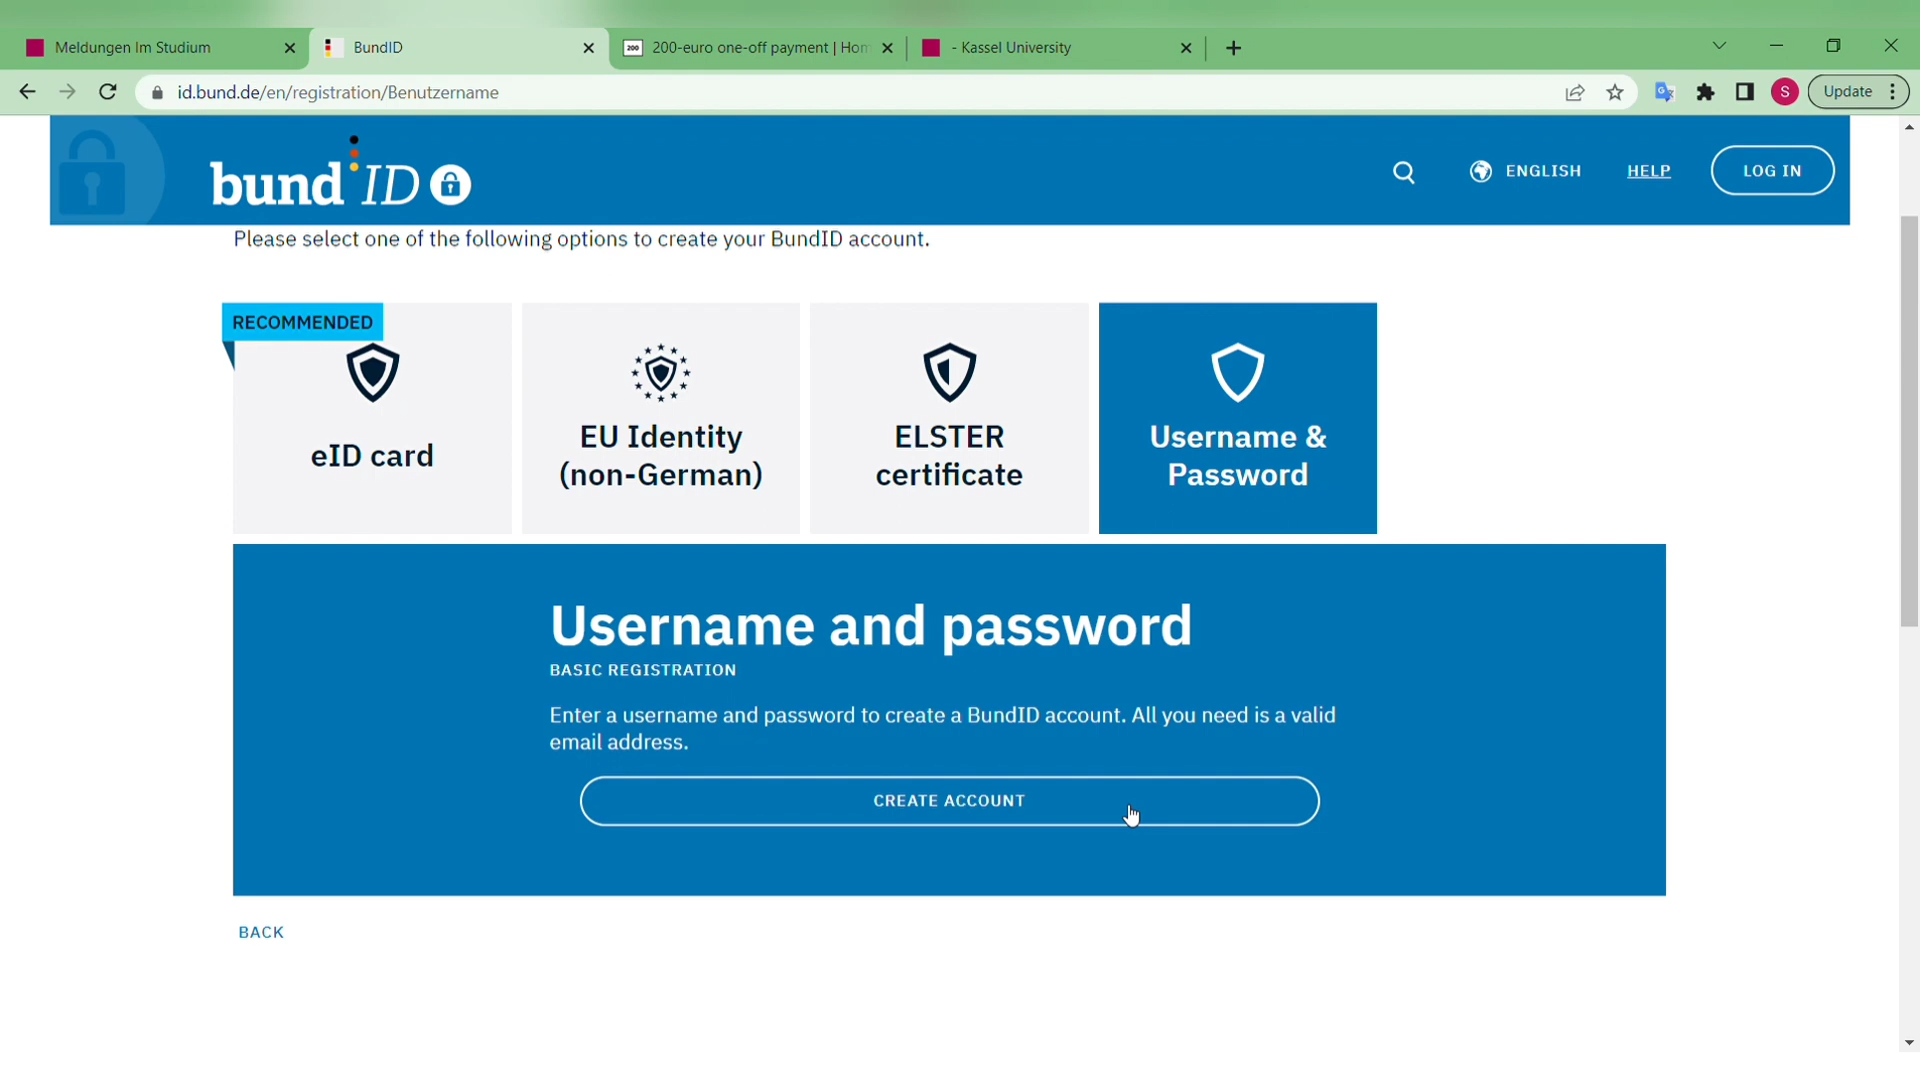 Meldungen Im Studium
BundID
200 200-euro one-off payment | Hom
- Kassel University
id.bund.de/en/registration/Benutzername
S
Update
bund ID
ENGLISH
HELP
LOG IN
Please select one of the following options to create your BundID account.
RECOMMENDED
eID card
EU Identity
(non-German)
ELSTER
certificate
Username &
Password
Username and password
BASIC REGISTRATION
Enter a username and password to create a BundID account. All you need is a valid
email address.
CREATE ACCOUNT
BACK